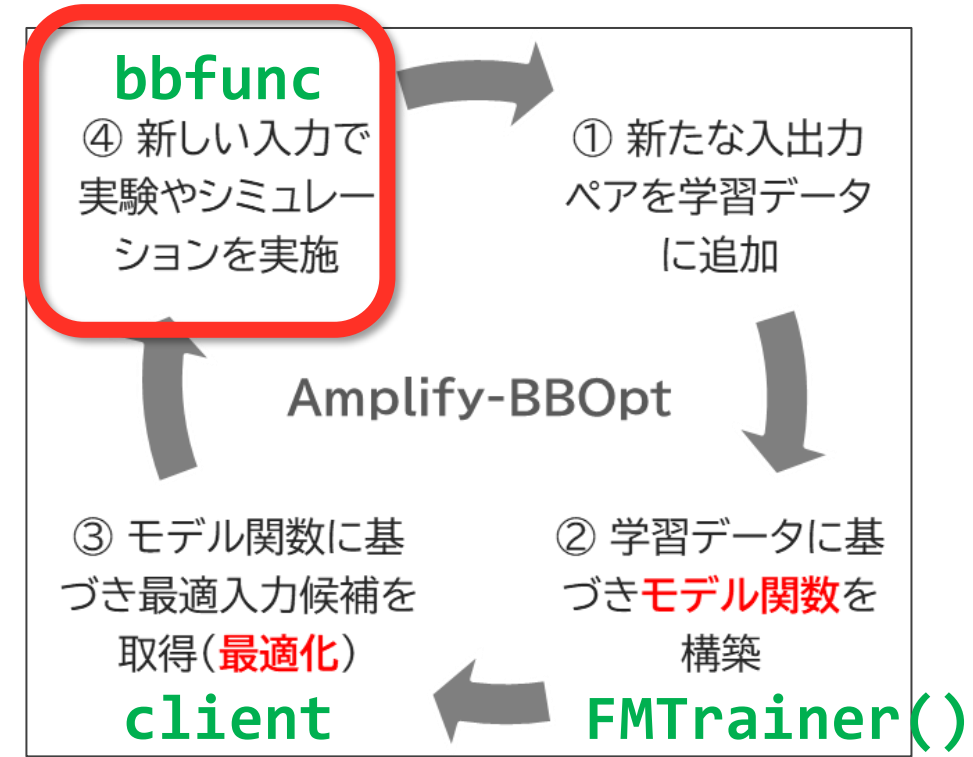 bbfunc
④ 新しい入力で
実験やシミュレー
ションを実施
① 新たな入出力
ペアを学習データ
に追加
Amplify-BBOpt
③ モデル関数に基
づき最適入力候補を
取得(最適化)
client
② 学習データに基
づきモデル関数を
構築
FMTrainer()